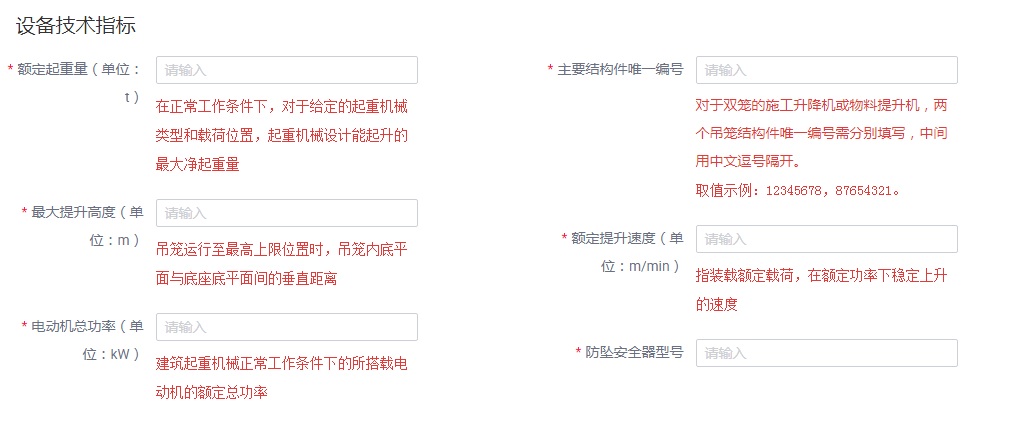 设备技术指标
* 额定起重量（单位：
t）
请输入
在正常工作条件下，对于给定的起重机械
类型和载荷位置，起重机械设计能起升的
最大净起重量
* 主要结构件唯一编号
请输入
对于双笼的施工升降机或物料提升机，两
个吊笼结构件唯一编号需分别填写，中间
用中文逗号隔开。
取值示例：12345678，87654321。
* 最大提升高度（单
位：m）
请输入
吊笼运行至最高上限位置时，吊笼内底平
面与底座底平面间的垂直距离
* 额定提升速度（单
位：m/min）
请输入
指装载额定载荷，在额定功率下稳定上升
的速度
* 电动机总功率（单
位：kW）
请输入
建筑起重机械正常工作条件下的所搭载电
动机的额定总功率
* 防坠安全器型号
请输入